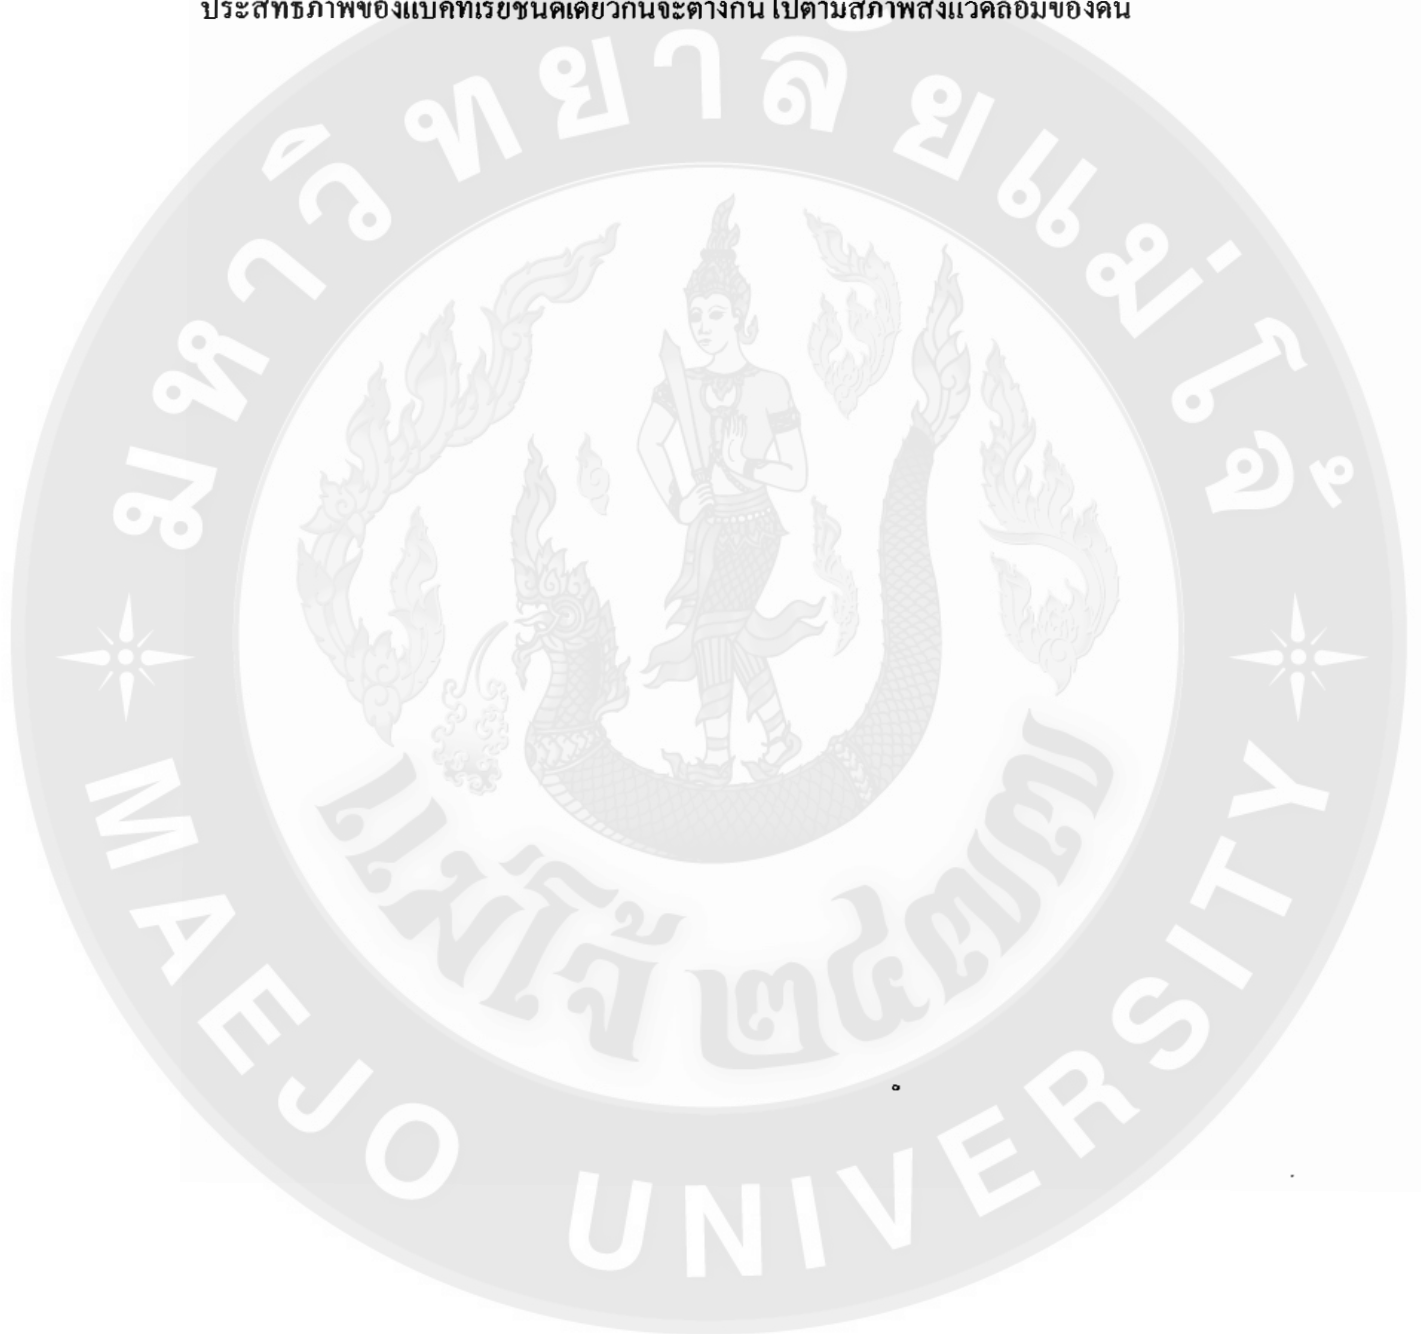 ประสิทธิภาพของแบคทีเรียชนิดเดียวกันจะต่างกันไปตามสภาพสิ่งแวดล้อมของดิน
มหาวิทยาลัยแม่โจ้
แม่โจ้ ๒๔๗๗
MAEJO UNIVERSITY